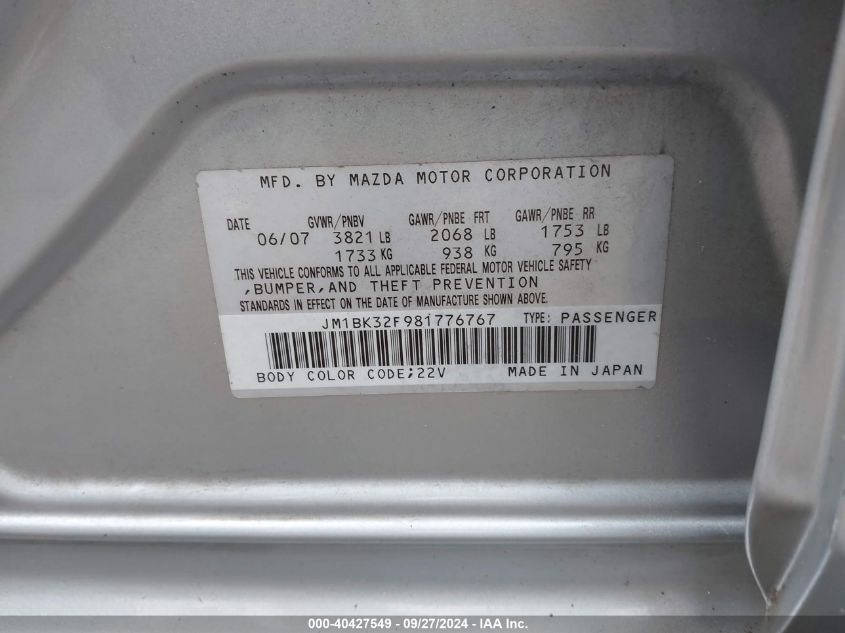 MFD. BY MAZDA MOTOR CORPORATION
DATE GVWR/PNBV GAWR/PNBE FRT GAWR/PNBE RR
06/07 3821 LB 2068 LB 1753 LB
1733 KG 938 KG 795 KG
THIS VEHICLE CONFORMS TO ALL APPLICABLE FEDERAL MOTOR VEHICLE SAFETY
,BUMPER,AND THEFT PREVENTION
STANDARDS IN EFFECT ON THE DATE OF MANUFACTURE SHOWN ABOVE.
JM1BK32F981776767 TYPE: PASSENGER
BODY COLOR CODE;22V MADE IN JAPAN
000-40427549 - 09/27/2024 - IAA Inc.